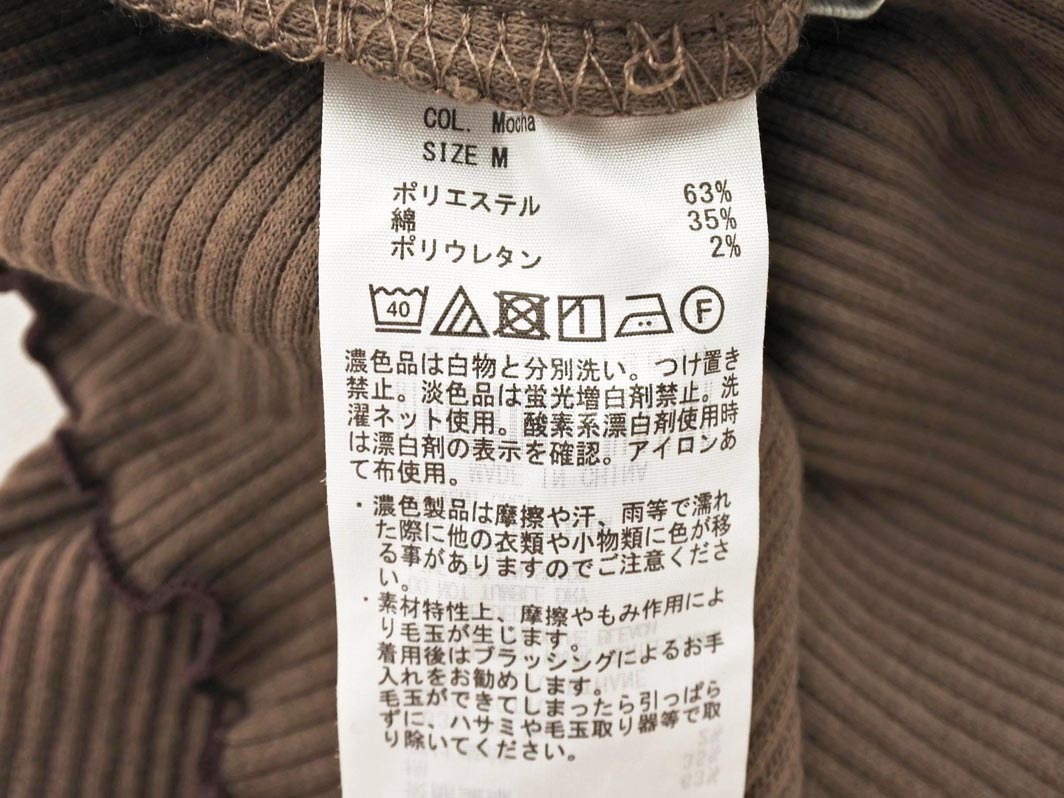 COL. Mocha
SIZE M
ポリエステル 63%
綿 35%
ポリウレタン 2%
40 F
濃色品は白物と分別洗い。つけ置き
禁止。淡色品は蛍光増白剤禁止。洗
濯ネット使用。酸素系漂白剤使用時
は漂白剤の表示を確認。アイロンあ
て布使用。
・濃色製品は摩擦や汗、雨等で濡れ
た際に他の衣類や小物類に色が移
る事がありますのでご注意くださ
い。
・素材特性上、摩擦やもみ作用によ
り毛玉が生じます。
着用後はブラッシングによるお手
入れをお勧めします。
毛玉ができてしまったら引っぱら
ずに、ハサミや毛玉取り器等で取
り除いてください。